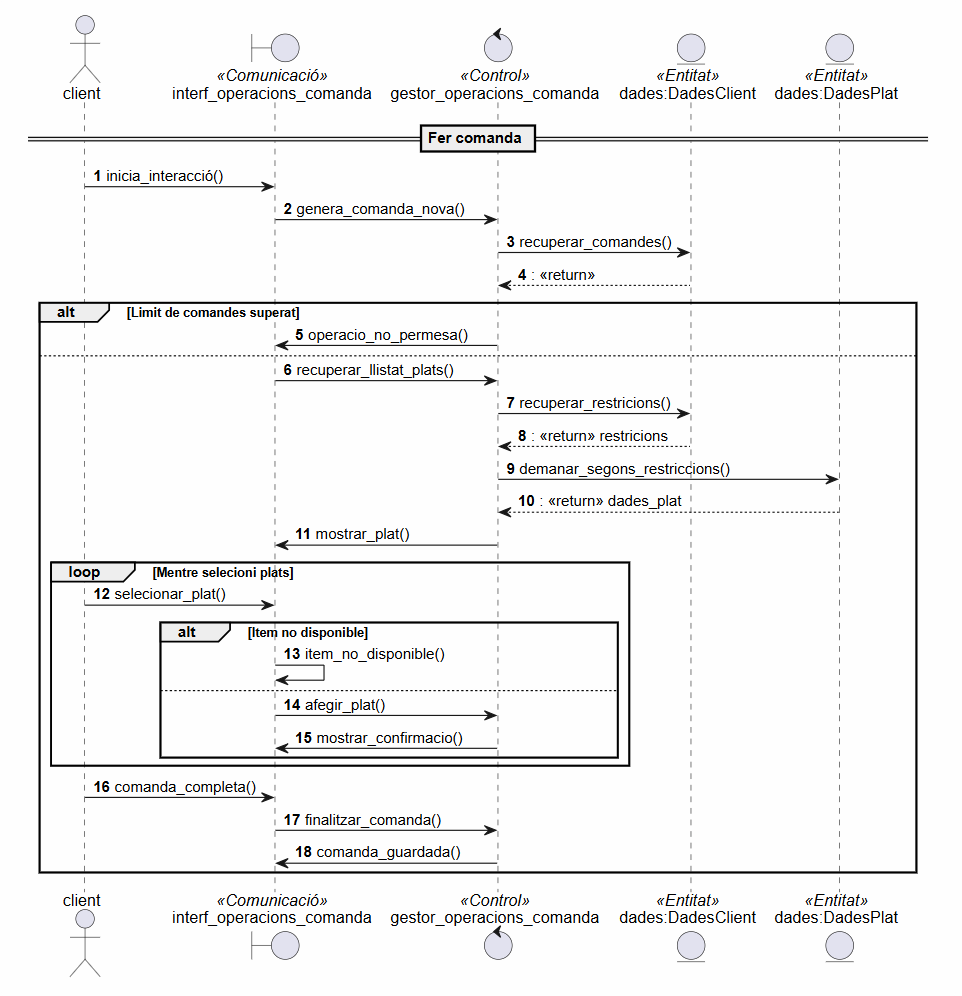 «Comunicació» «Control» «Entitat» «Entitat»
client interf_operacions_comanda gestor_operacions_comanda dades:DadesClient dades:DadesPlat
Fer comanda
1 inicia_interacció()
2 genera_comanda_nova()
3 recuperar_comandes()
4 : «return»
alt [Limit de comandes superat]
5 operacio_no_permesa()
6 recuperar_llistat_plats()
7 recuperar_restricions()
8 : «return» restricions
9 demanar_segons_restriccions()
10 : «return» dades_plat
11 mostrar_plat()
loop [Mentre selecioni plats]
12 selecionar_plat()
alt [Item no disponible]
13 item_no_disponible()
14 afegir_plat()
15 mostrar_confirmacio()
16 comanda_completa()
17 finalitzar_comanda()
18 comanda_guardada()
client «Comunicació» «Control» «Entitat» «Entitat»
interf_operacions_comanda gestor_operacions_comanda dades:DadesClient dades:DadesPlat